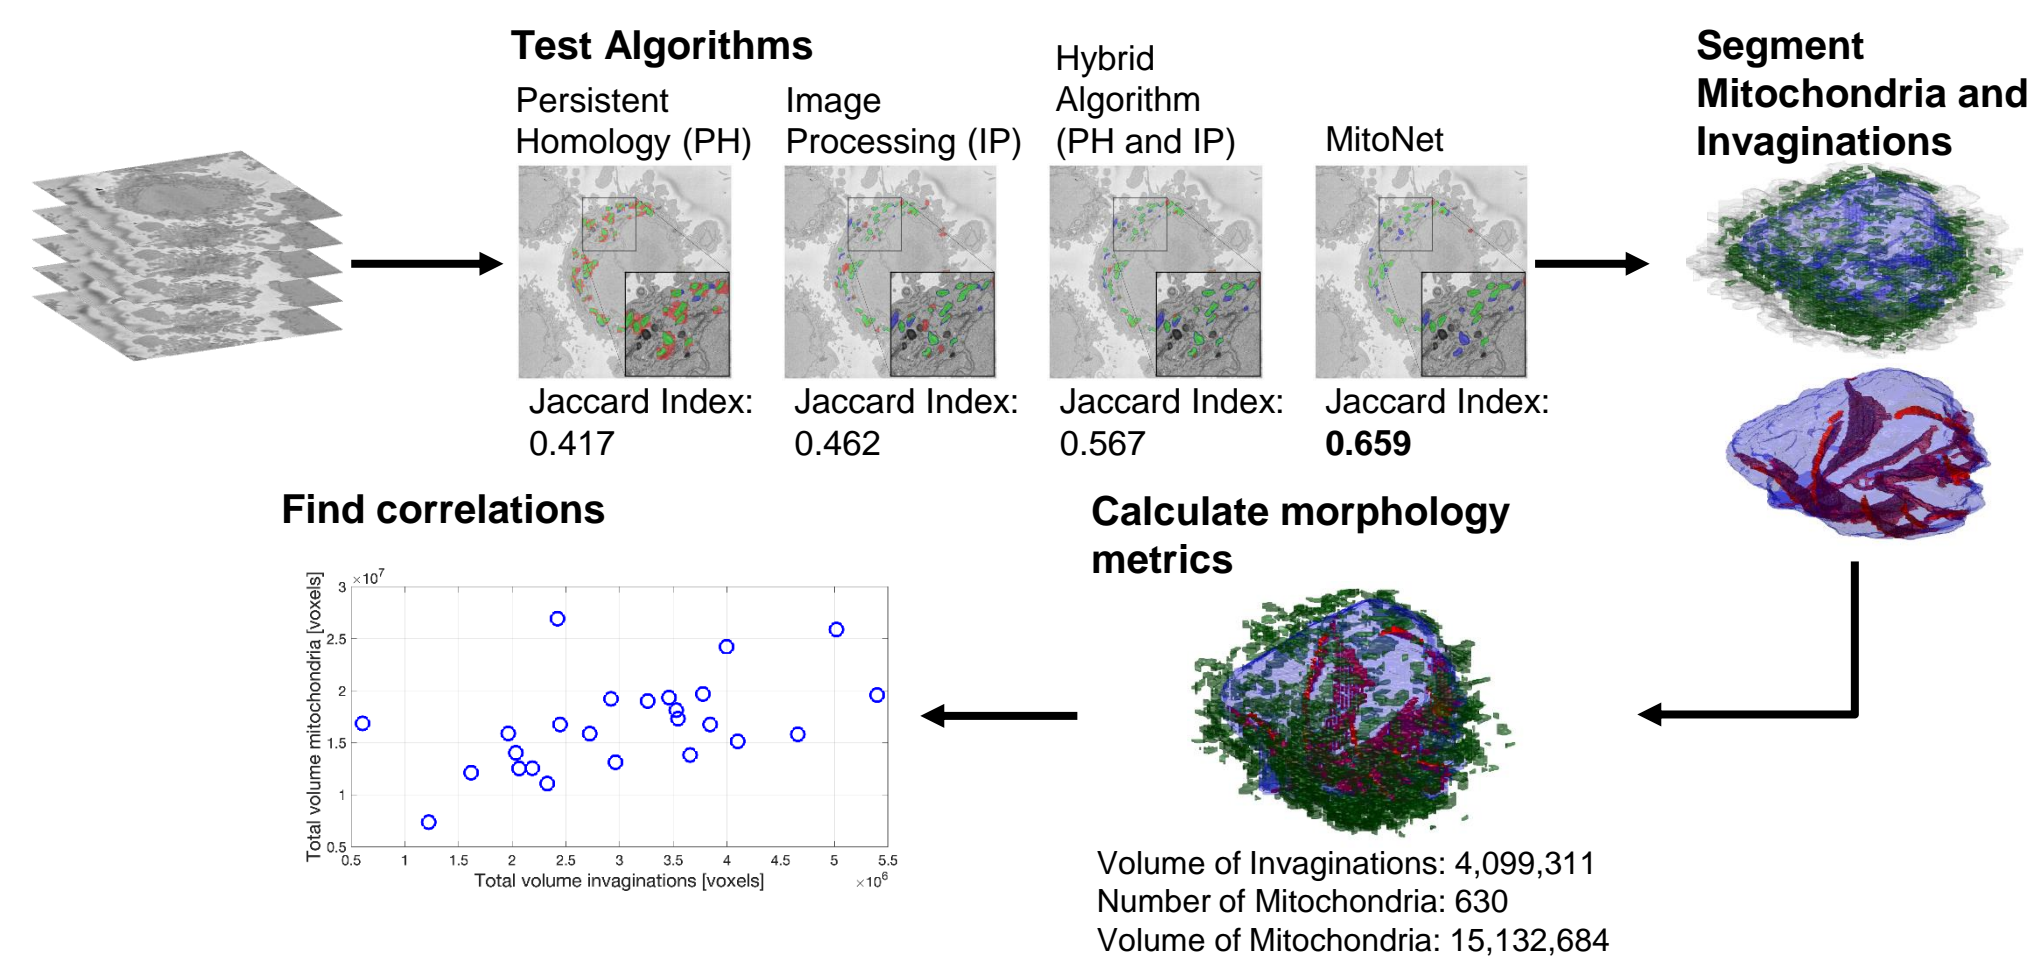 Test Algorithms
Persistent
Homology (PH)
Image
Processing (IP)
Hybrid
Algorithm
(PH and IP)
MitoNet
Jaccard Index:
0.417
Jaccard Index:
0.462
Jaccard Index:
0.567
Jaccard Index:
0.659
Segment
Mitochondria and
Invaginations
Calculate morphology
metrics
Volume of Invaginations: 4,099,311
Number of Mitochondria: 630
Volume of Mitochondria: 15,132,684
Find correlations
×10⁷
Total volume mitochondria [voxels]
3
2.5
2
1.5
1
0.5
0.5 1 1.5 2 2.5 3 3.5 4 4.5 5 5.5
Total volume invaginations [voxels]
×10⁶